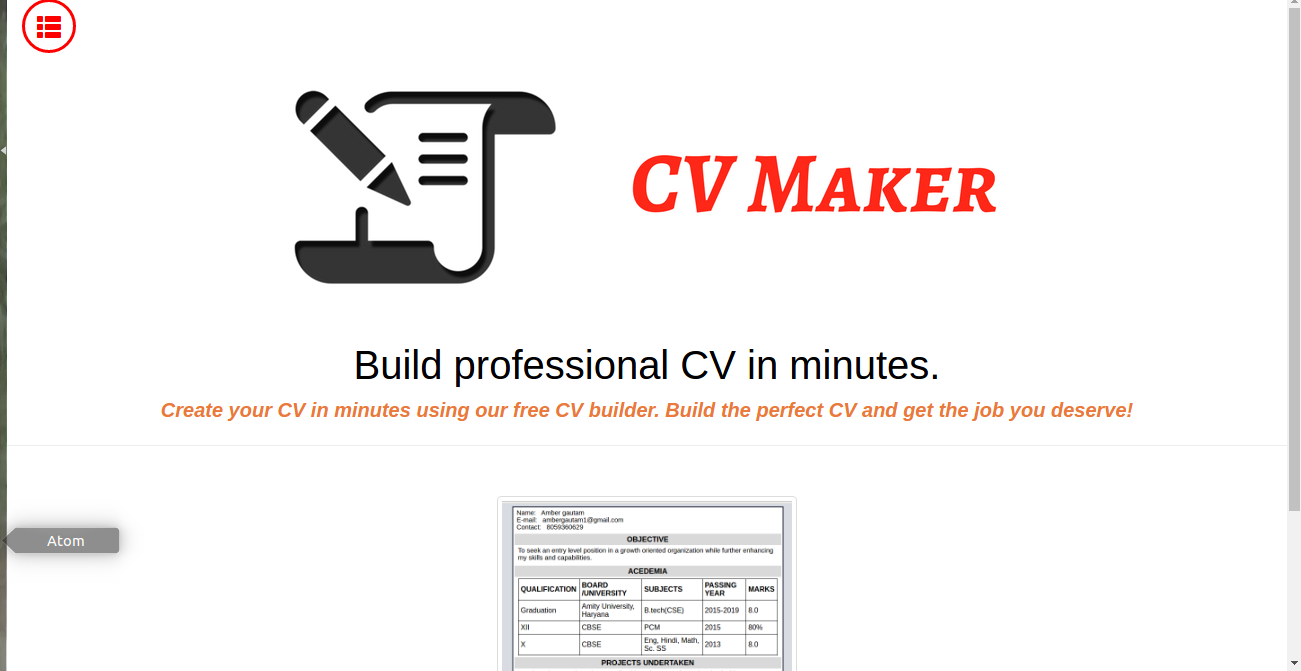 CV Maker
Build professional CV in minutes.
Create your CV in minutes using our free CV builder. Build the perfect CV and get the job you deserve!
Atom
Name: Amber gautam
E-mail: ambergautam1@gmail.com
Contact: 8059360629
OBJECTIVE
To seek an entry level position in a growth oriented organization while further enhancing
my skills and capabilities.
ACEDEMIA
QUALIFICATION BOARD /UNIVERSITY SUBJECTS PASSING YEAR MARKS
Graduation Amity University, Haryana B.tech(CSE) 2015-2019 8.0
XII CBSE PCM 2015 80%
X CBSE Eng, Hindi, Math, Sc. SS 2013 8.0
PROJECTS UNDERTAKEN